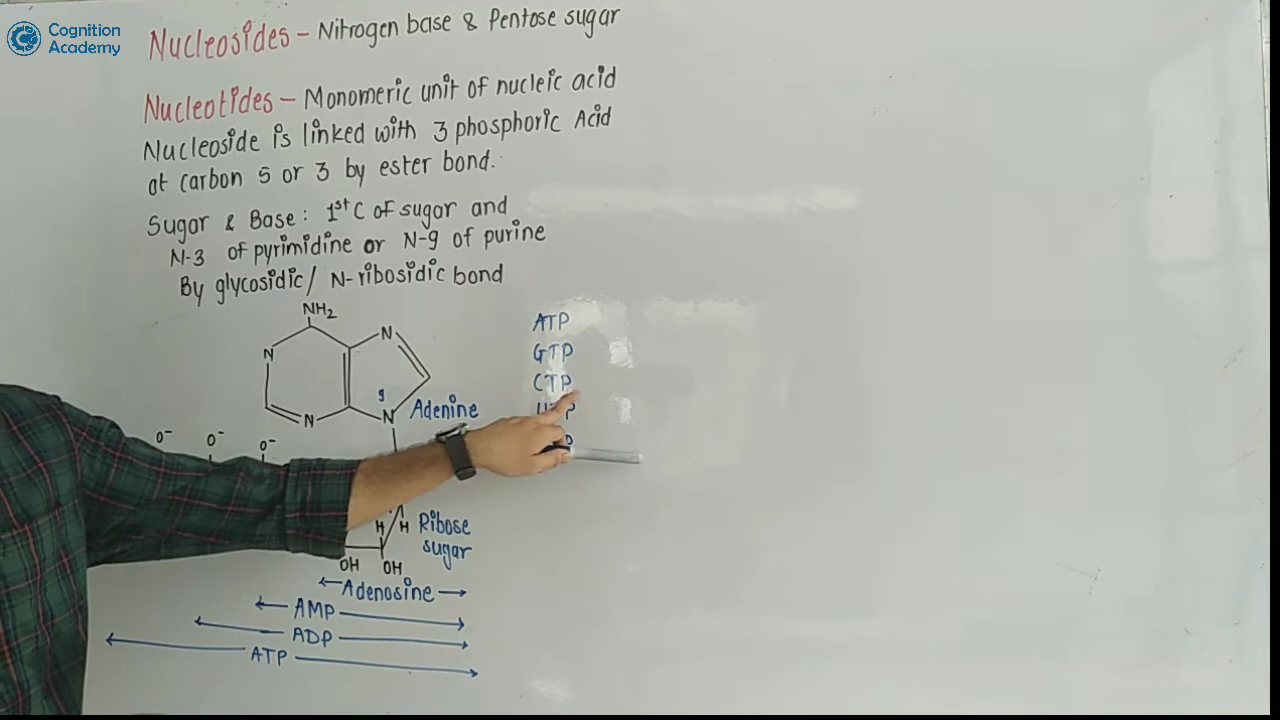 Cognition
Academy
Nucleosides – Nitrogen base & Pentose sugar
Nucleotides – Monomeric unit of nucleic acid
Nucleoside is linked with 3 phosphoric Acid
at carbon 5 or 3 by ester bond.
Sugar & Base: 1st C of sugar and
N-3 of pyrimidine or N-9 of purine
By glycosidic/ N-ribosidic bond
NH2
N
N
N
9
N
Adenine
ATP
GTP
CTP
O-
O-
O-
H
H
Ribose
sugar
OH
OH
Adenosine
AMP
ADP
ATP